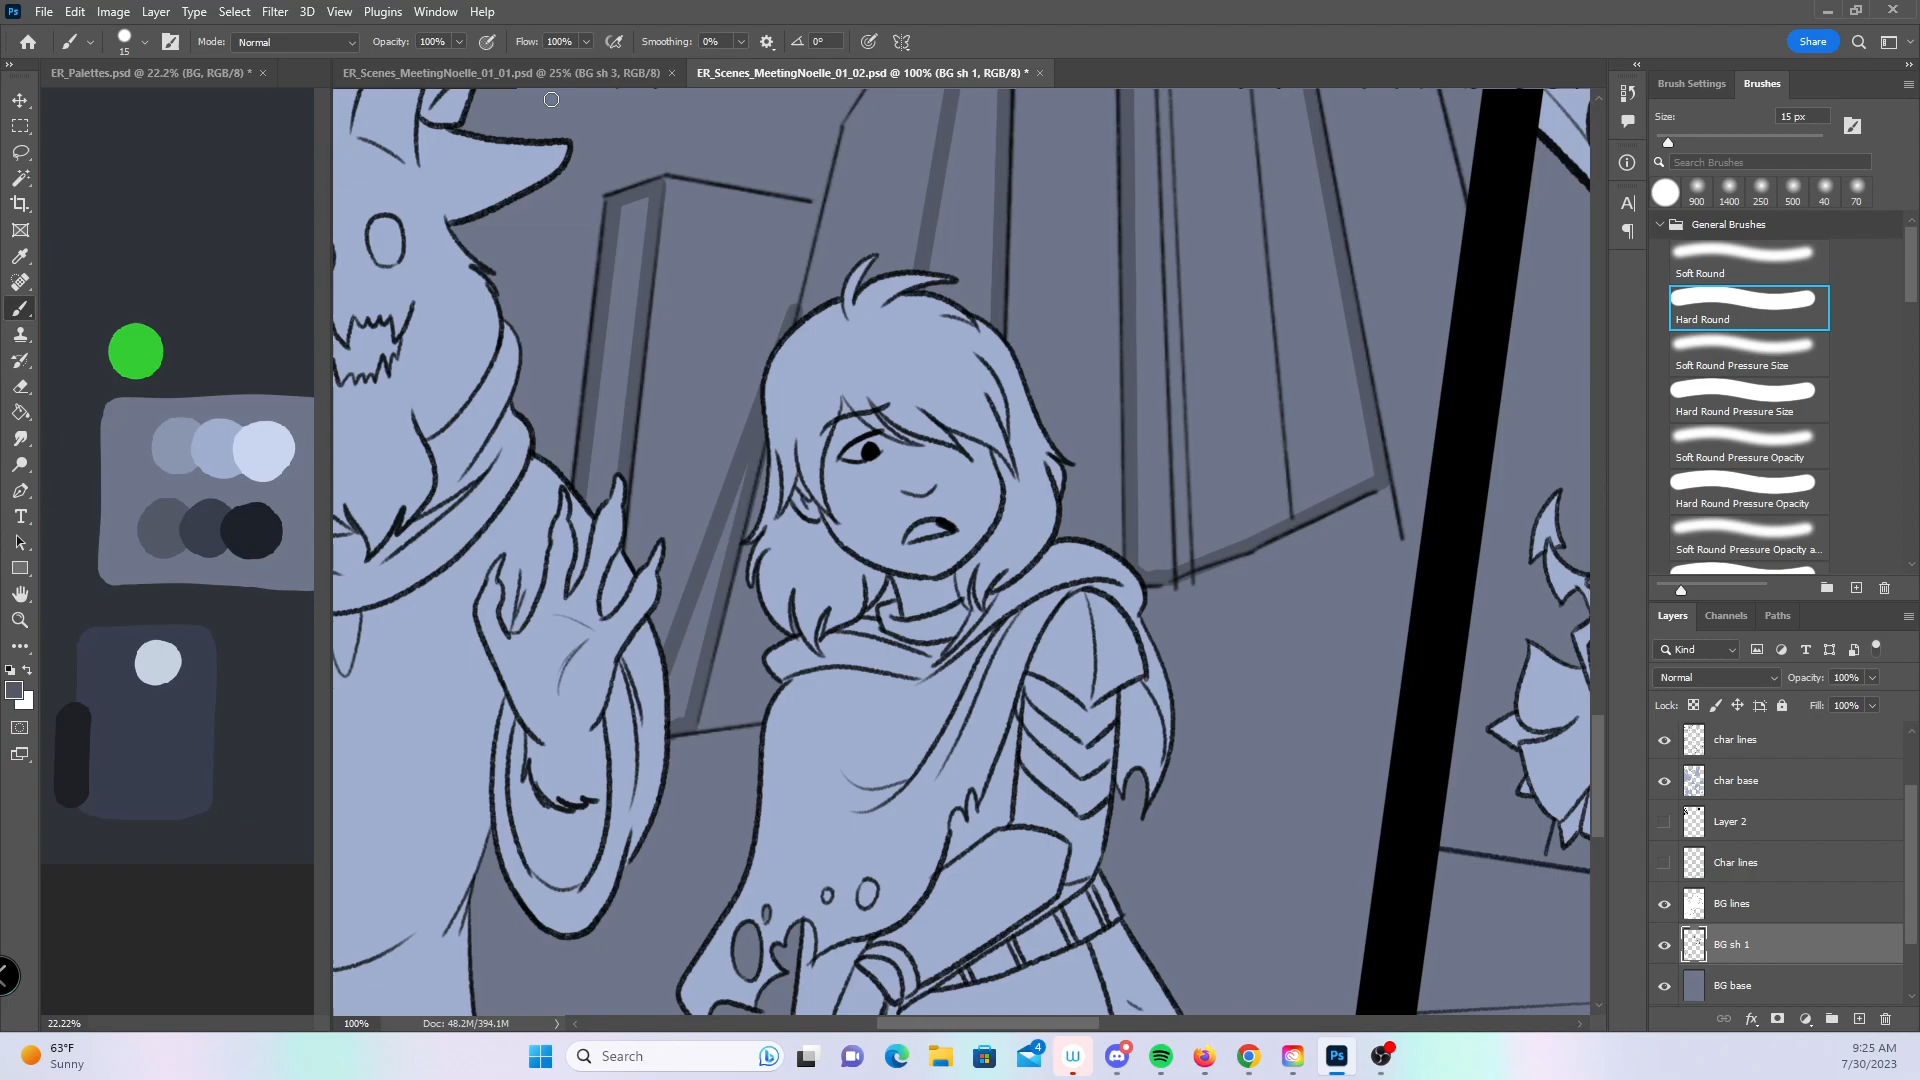 Ps File Edit Image Layer Type Select Filter 3D View Plugins Window Help
15 Mode: Normal Opacity: 100% Flow: 100% Smoothing: 0% 0° Share
ER_Palettes.psd @ 22.2% (BG, RGB/8) * ER_Scenes_MeetingNoelle_01_01.psd @ 25% (BG sh 3, RGB/8) ER_Scenes_MeetingNoelle_01_02.psd @ 100% (BG sh 1, RGB/8) *
Brush Settings Brushes
Size: 15 px
Search Brushes
900 1400 250 500 40 70
General Brushes
Soft Round
Hard Round
Soft Round Pressure Size
Hard Round Pressure Size
Soft Round Pressure Opacity
Hard Round Pressure Opacity
Soft Round Pressure Opacity a...
Layers Channels Paths
Kind
Normal Opacity: 100%
Lock: Fill: 100%
char lines
char base
Layer 2
Char lines
BG lines
BG sh 1
BG base
22.22% 100% Doc: 48.2M/394.1M
63°F
Sunny
Search
4
Ps
9:25 AM
7/30/2023